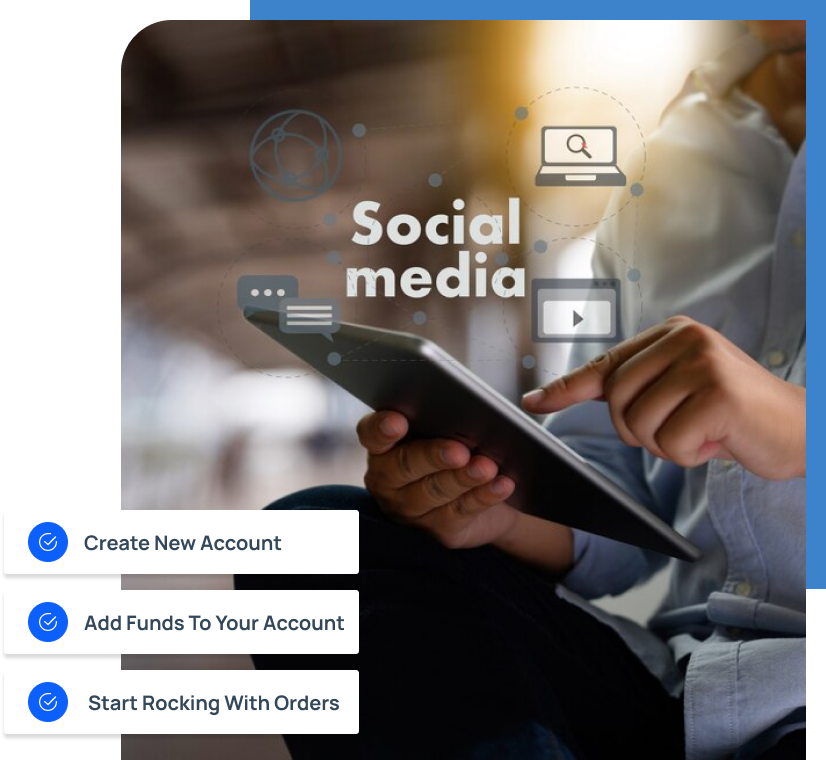 Social
media
Create New Account
Add Funds To Your Account
Start Rocking With Orders